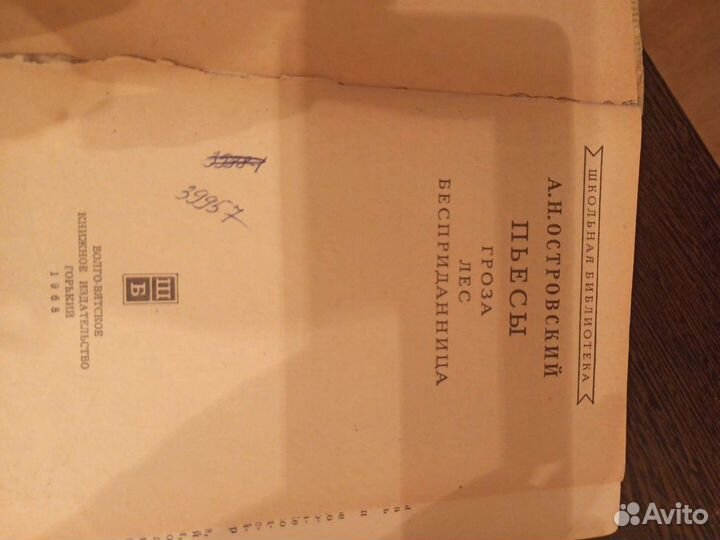 ШКОЛЬНАЯ БИБЛИОТЕКА
А.Н.ОСТРОВСКИЙ
ПЬЕСЫ
ГРОЗА
ЛЕС
БЕСПРИДАННИЦА
39957
ШБ
ВОЛГО-ВЯТСКОЕ
КНИЖНОЕ ИЗДАТЕЛЬСТВО
ГОРЬКИЙ
1968
Avito